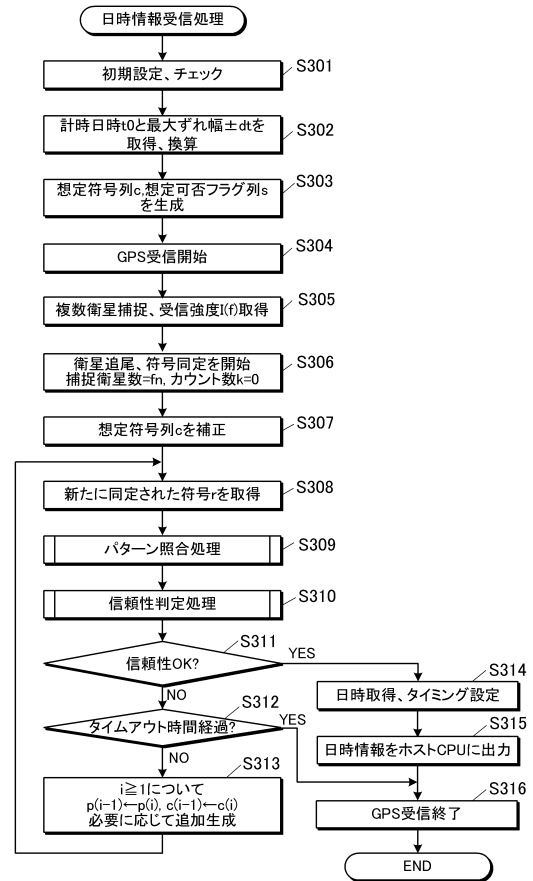 日時情報受信処理
初期設定、チェック
S301
計時日時t0と最大ずれ幅±dtを
取得、換算
S302
想定符号列c,想定可否フラグ列s
を生成
S303
GPS受信開始
S304
複数衛星捕捉、受信強度I(f)取得
S305
衛星追尾、符号同定を開始
捕捉衛星数=fn, カウント数k=0
S306
想定符号列cを補正
S307
新たに同定された符号rを取得
S308
パターン照合処理
S309
信頼性判定処理
S310
信頼性OK?
S311
YES
NO
タイムアウト時間経過?
S312
YES
NO
i≧1について
p(i-1)←p(i), c(i-1)←c(i)
必要に応じて追加生成
S313
日時取得、タイミング設定
S314
日時情報をホストCPUに出力
S315
GPS受信終了
S316
END